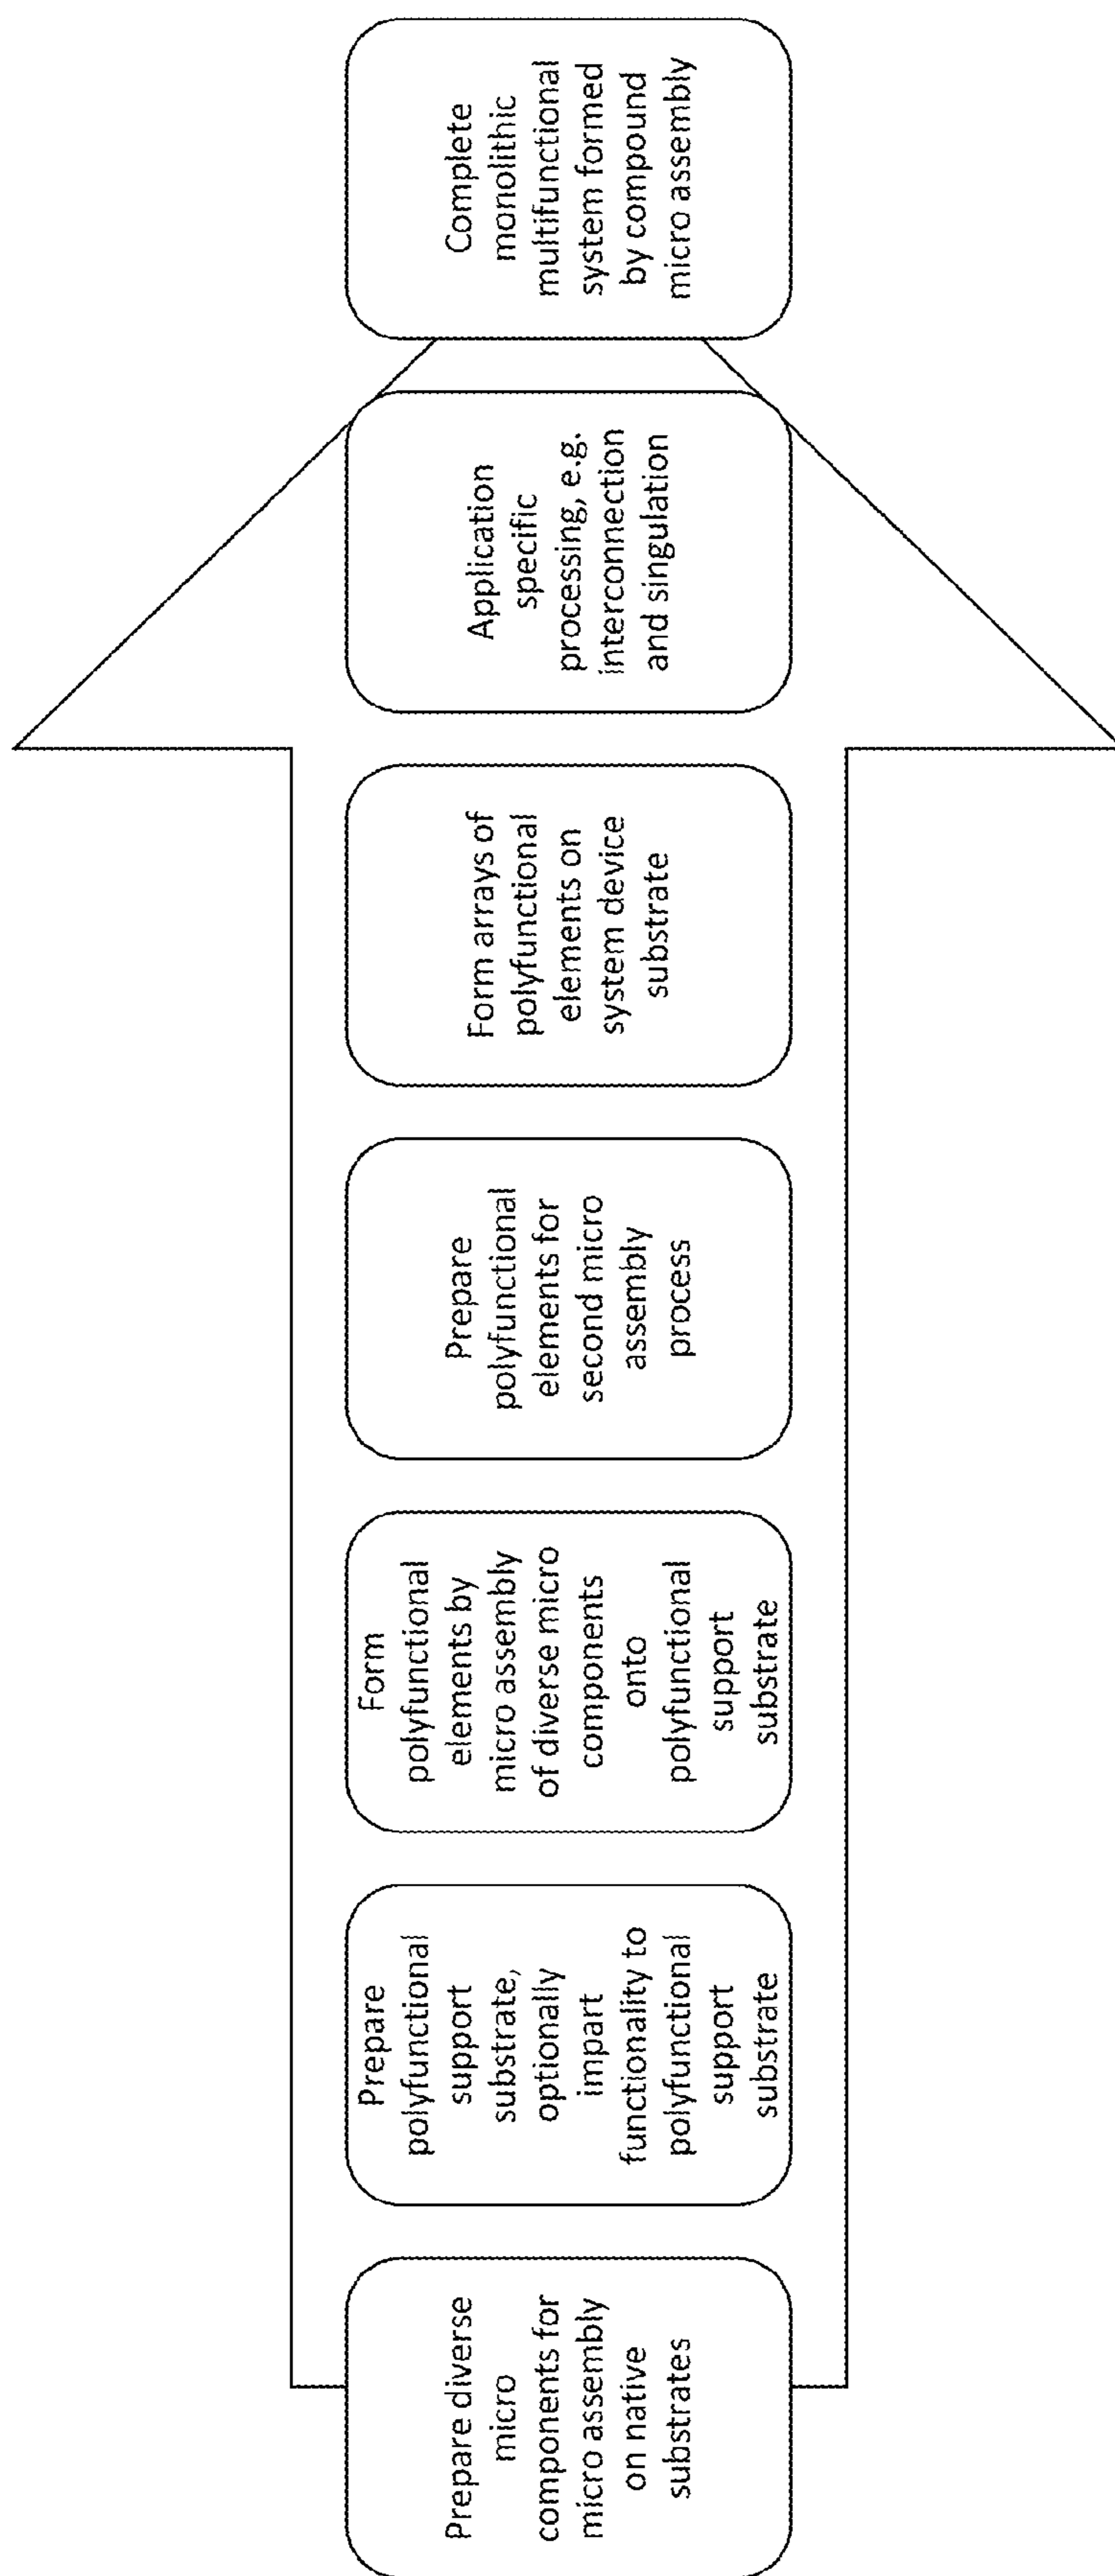 Prepare diverse
micro
components for
micro assembly
on native
substrates
Prepare
polyfunctional
support
substrate,
optionally
impart
functionality to
polyfunctional
support
substrate
Form
polyfunctional
elements by
micro assembly
of diverse micro
components
onto
polyfunctional
support
substrate
Prepare
polyfunctional
elements for
second micro
assembly
process
Form arrays of
polyfunctional
elements on
system device
substrate
Application
specific
processing, e.g.
interconnection
and singulation
Complete
monolithic
multifunctional
system formed
by compound
micro assembly